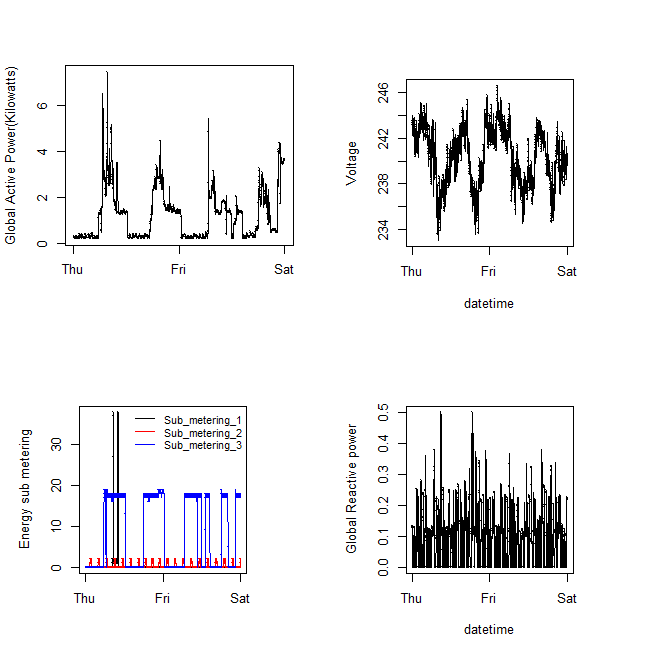 Global Active Power(Kilowatts)
0 2 4 6
Thu Fri Sat
Voltage
234 238 242 246
Thu Fri Sat
datetime
Energy sub metering
0 10 20 30
Sub_metering_1
Sub_metering_2
Sub_metering_3
Thu Fri Sat
Global Reactive power
0.0 0.1 0.2 0.3 0.4 0.5
Thu Fri Sat
datetime